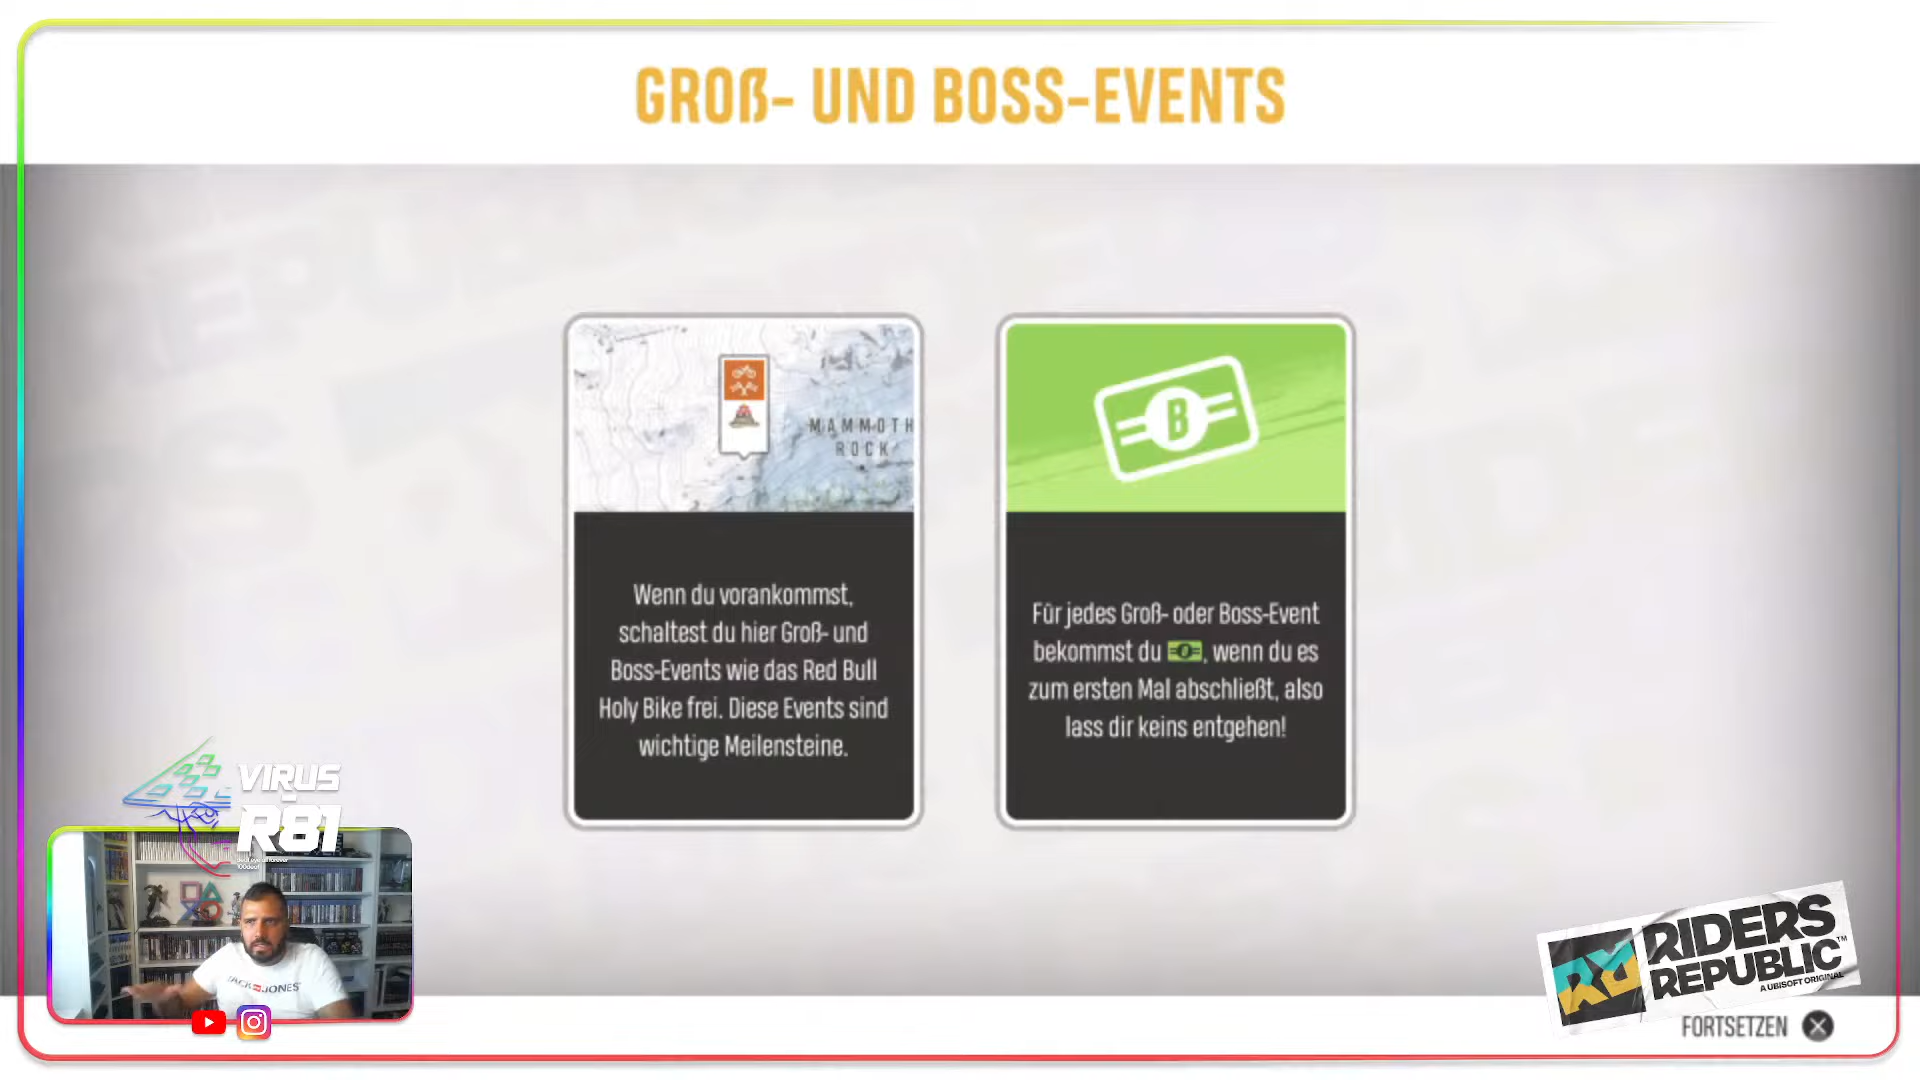 GROß- UND BOSS-EVENTS
MAMMOTH
ROCK
Wenn du vorankommst,
schaltest du hier Groß- und
Boss-Events wie das Red Bull
Holy Bike frei. Diese Events sind
wichtige Meilensteine.
B
Für jedes Groß- oder Boss-Event
bekommst du , wenn du es
zum ersten Mal abschließt, also
lass dir keins entgehen!
VIRUS
R81
JACK JONES
RIDERS
REPUBLIC™
A UBISOFT ORIGINAL
FORTSETZEN